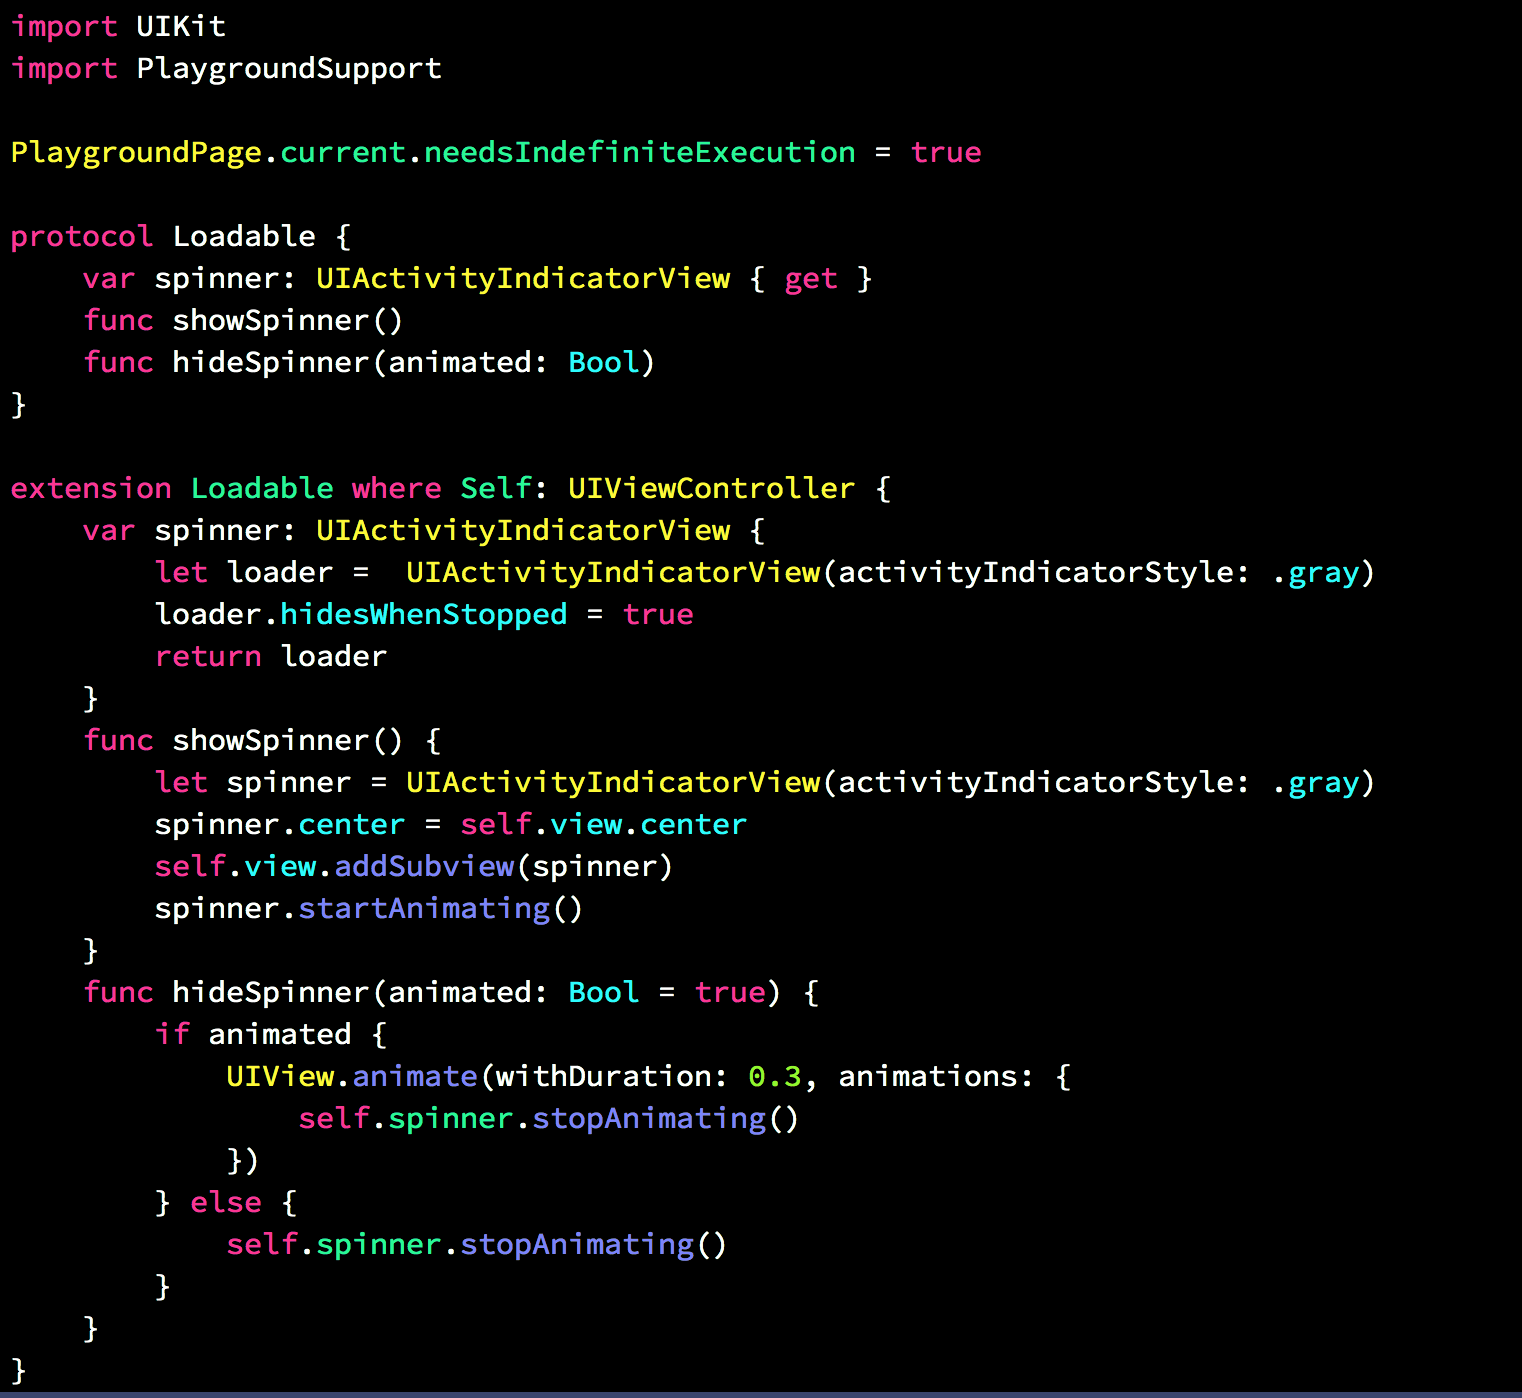 import UIKit
import PlaygroundSupport

PlaygroundPage.current.needsIndefiniteExecution = true

protocol Loadable {
    var spinner: UIActivityIndicatorView { get }
    func showSpinner()
    func hideSpinner(animated: Bool)
}

extension Loadable where Self: UIViewController {
    var spinner: UIActivityIndicatorView {
        let loader =  UIActivityIndicatorView(activityIndicatorStyle: .gray)
        loader.hidesWhenStopped = true
        return loader
    }
    func showSpinner() {
        let spinner = UIActivityIndicatorView(activityIndicatorStyle: .gray)
        spinner.center = self.view.center
        self.view.addSubview(spinner)
        spinner.startAnimating()
    }
    func hideSpinner(animated: Bool = true) {
        if animated {
            UIView.animate(withDuration: 0.3, animations: {
                self.spinner.stopAnimating()
            })
        } else {
            self.spinner.stopAnimating()
        }
    }
}